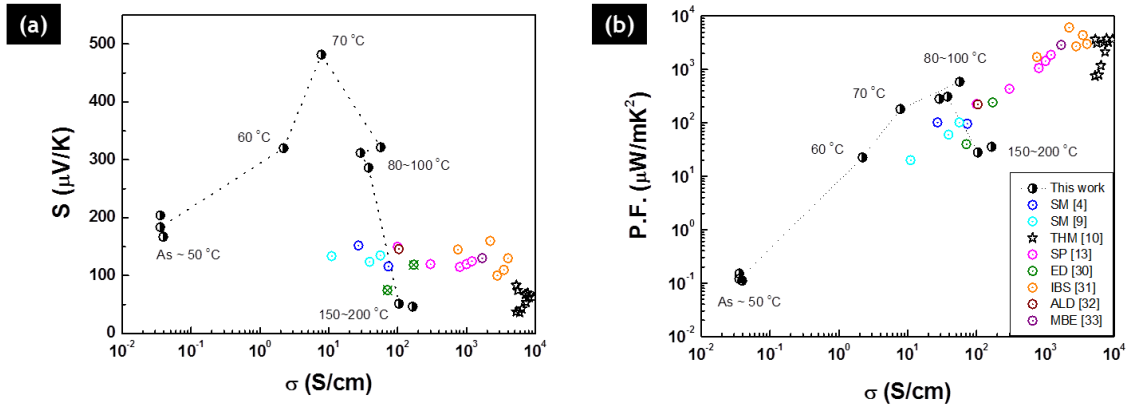 (a)
500
400
300
200
100
0
S (μV/K)
70 °C
60 °C
80~100 °C
As ~ 50 °C
150~200 °C
10⁻² 10⁻¹ 10⁰ 10¹ 10² 10³ 10⁴
σ (S/cm)
(b)
10⁴
10³
10²
10¹
10⁰
10⁻¹
10⁻²
P.F. (μW/mK²)
80~100 °C
70 °C
60 °C
150~200 °C
As ~ 50 °C
This work
SM [4]
SM [9]
THM [10]
SP [13]
ED [30]
IBS [31]
ALD [32]
MBE [33]
10⁻² 10⁻¹ 10⁰ 10¹ 10² 10³ 10⁴
σ (S/cm)